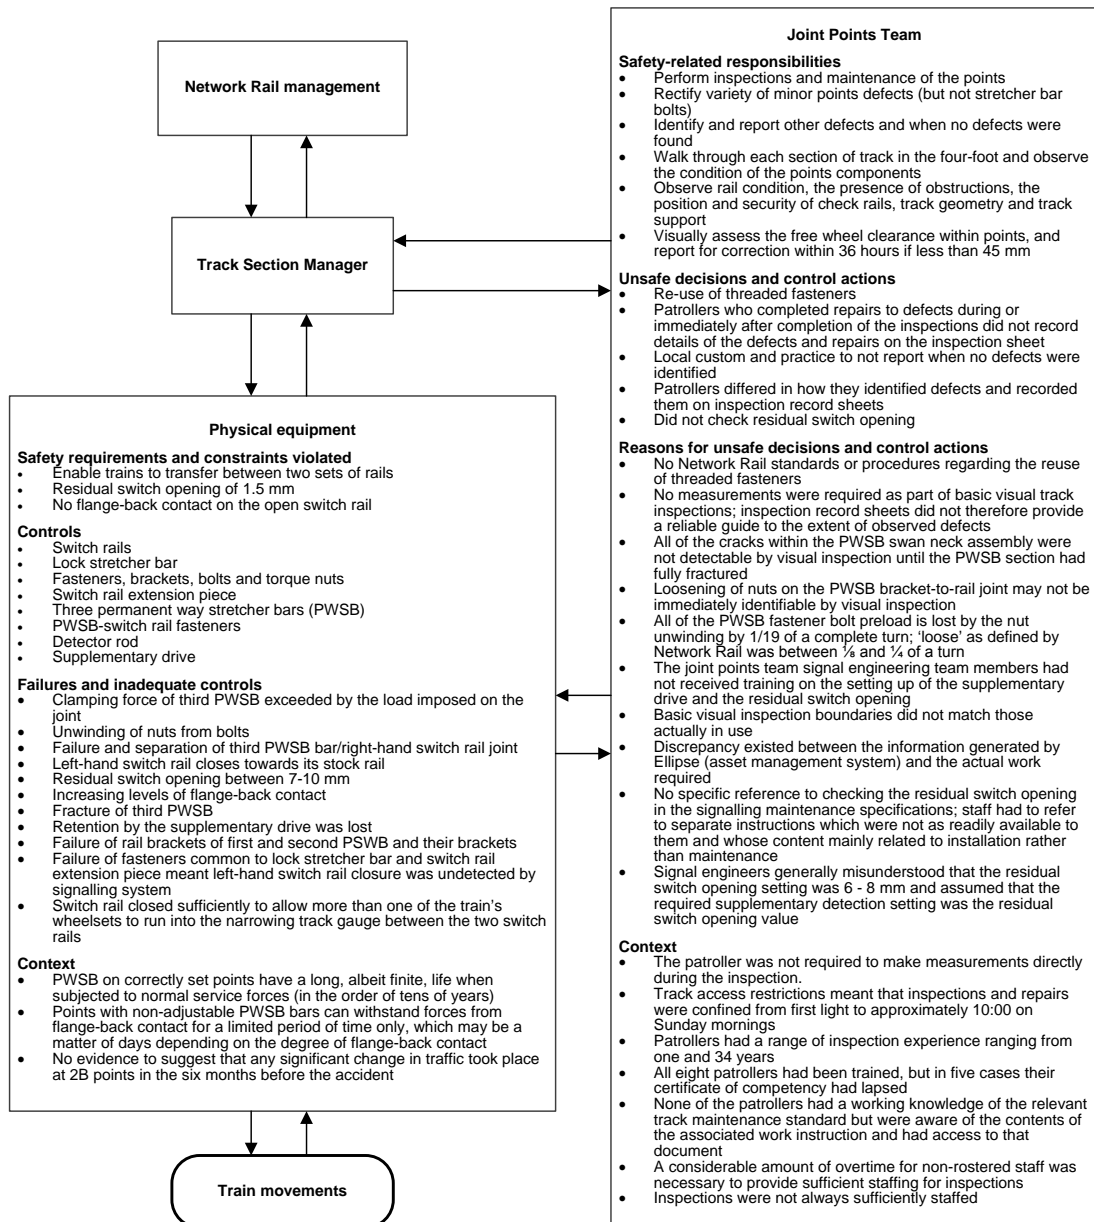 Network Rail management
Track Section Manager
Physical equipment
Safety requirements and constraints violated
• Enable trains to transfer between two sets of rails
• Residual switch opening of 1.5 mm
• No flange-back contact on the open switch rail
Controls
• Switch rails
• Lock stretcher bar
• Fasteners, brackets, bolts and torque nuts
• Switch rail extension piece
• Three permanent way stretcher bars (PWSB)
• PWSB-switch rail fasteners
• Detector rod
• Supplementary drive
Failures and inadequate controls
• Clamping force of third PWSB exceeded by the load imposed on the
joint
• Unwinding of nuts from bolts
• Failure and separation of third PWSB bar/right-hand switch rail joint
• Left-hand switch rail closes towards its stock rail
• Residual switch opening between 7-10 mm
• Increasing levels of flange-back contact
• Fracture of third PWSB
• Retention by the supplementary drive was lost
• Failure of rail brackets of first and second PSWB and their brackets
• Failure of fasteners common to lock stretcher bar and switch rail
extension piece meant left-hand switch rail closure was undetected by
signalling system
• Switch rail closed sufficiently to allow more than one of the train's
wheelsets to run into the narrowing track gauge between the two switch
rails
Context
• PWSB on correctly set points have a long, albeit finite, life when
subjected to normal service forces (in the order of tens of years)
• Points with non-adjustable PWSB bars can withstand forces from
flange-back contact for a limited period of time only, which may be a
matter of days depending on the degree of flange-back contact
• No evidence to suggest that any significant change in traffic took place
at 2B points in the six months before the accident
Train movements
Joint Points Team
Safety-related responsibilities
• Perform inspections and maintenance of the points
• Rectify variety of minor points defects (but not stretcher bar
bolts)
• Identify and report other defects and when no defects were
found
• Walk through each section of track in the four-foot and observe
the condition of the points components
• Observe rail condition, the presence of obstructions, the
position and security of check rails, track geometry and track
support
• Visually assess the free wheel clearance within points, and
report for correction within 36 hours if less than 45 mm
Unsafe decisions and control actions
• Re-use of threaded fasteners
• Patrollers who completed repairs to defects during or
immediately after completion of the inspections did not record
details of the defects and repairs on the inspection sheet
• Local custom and practice to not report when no defects were
identified
• Patrollers differed in how they identified defects and recorded
them on inspection record sheets
• Did not check residual switch opening
Reasons for unsafe decisions and control actions
• No Network Rail standards or procedures regarding the reuse
of threaded fasteners
• No measurements were required as part of basic visual track
inspections; inspection record sheets did not therefore provide
a reliable guide to the extent of observed defects
• All of the cracks within the PWSB swan neck assembly were
not detectable by visual inspection until the PWSB section had
fully fractured
• Loosening of nuts on the PWSB bracket-to-rail joint may not be
immediately identifiable by visual inspection
• All of the PWSB fastener bolt preload is lost by the nut
unwinding by 1/19 of a complete turn; 'loose' as defined by
Network Rail was between ⅛ and ¼ of a turn
• The joint points team signal engineering team members had
not received training on the setting up of the supplementary
drive and the residual switch opening
• Basic visual inspection boundaries did not match those
actually in use
• Discrepancy existed between the information generated by
Ellipse (asset management system) and the actual work
required
• No specific reference to checking the residual switch opening
in the signalling maintenance specifications; staff had to refer
to separate instructions which were not as readily available to
them and whose content mainly related to installation rather
than maintenance
• Signal engineers generally misunderstood that the residual
switch opening setting was 6 - 8 mm and assumed that the
required supplementary detection setting was the residual
switch opening value
Context
• The patroller was not required to make measurements directly
during the inspection.
• Track access restrictions meant that inspections and repairs
were confined from first light to approximately 10:00 on
Sunday mornings
• Patrollers had a range of inspection experience ranging from
one and 34 years
• All eight patrollers had been trained, but in five cases their
certificate of competency had lapsed
• None of the patrollers had a working knowledge of the relevant
track maintenance standard but were aware of the contents of
the associated work instruction and had access to that
document
• A considerable amount of overtime for non-rostered staff was
necessary to provide sufficient staffing for inspections
• Inspections were not always sufficiently staffed